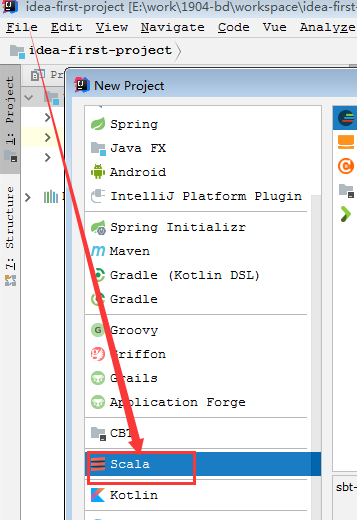 idea-first-project [E:\work\1904-bd\workspace\idea-first
File Edit View Navigate Code Vue Analyze
idea-first-project
1: Project
7: Structure
New Project
Spring
Java FX
Android
IntelliJ Platform Plugin
Spring Initializr
Maven
Gradle (Kotlin DSL)
Gradle
Groovy
Griffon
Grails
Application Forge
CBT
Scala
Kotlin
sbt-